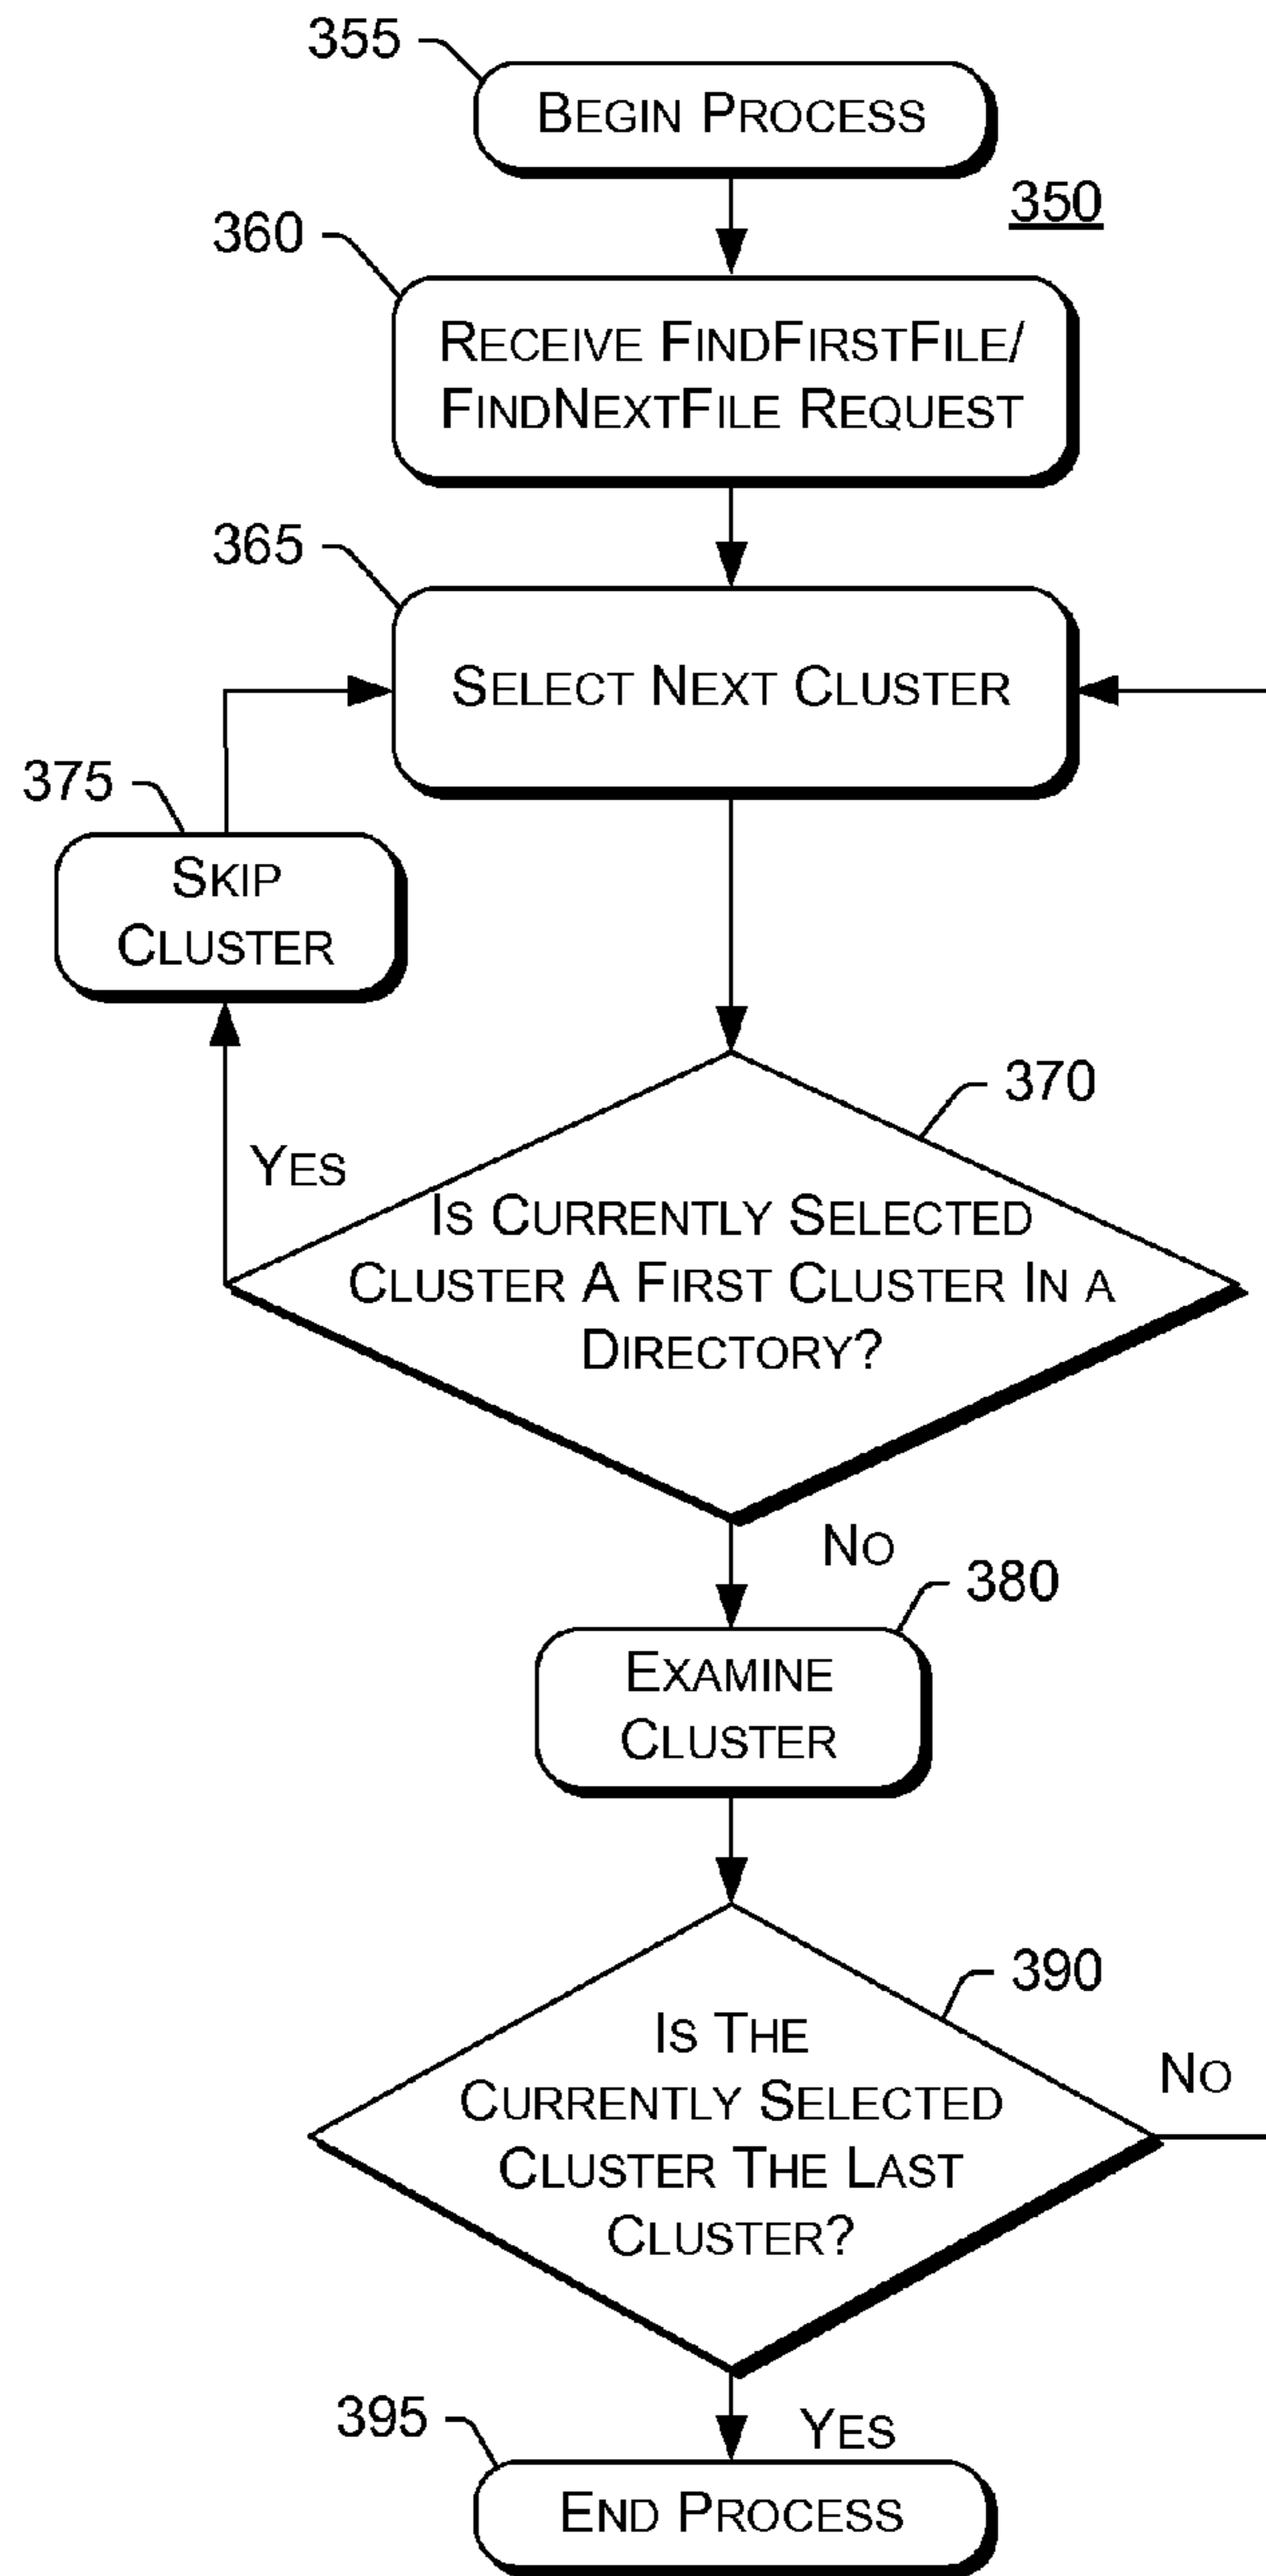 355
BEGIN PROCESS
350
360
RECEIVE FINDFIRSTFILE/
FINDNEXTFILE REQUEST
365
SELECT NEXT CLUSTER
375
SKIP
CLUSTER
370
YES
IS CURRENTLY SELECTED
CLUSTER A FIRST CLUSTER IN A
DIRECTORY?
NO
380
EXAMINE
CLUSTER
390
IS THE
CURRENTLY SELECTED
CLUSTER THE LAST
CLUSTER?
NO
395
YES
END PROCESS